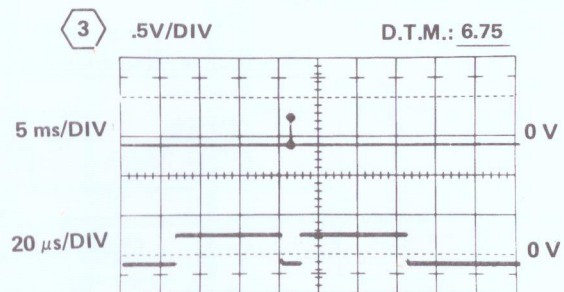 3 .5V/DIV D.T.M.: 6.75
5 ms/DIV 0 V
20 μs/DIV 0 V